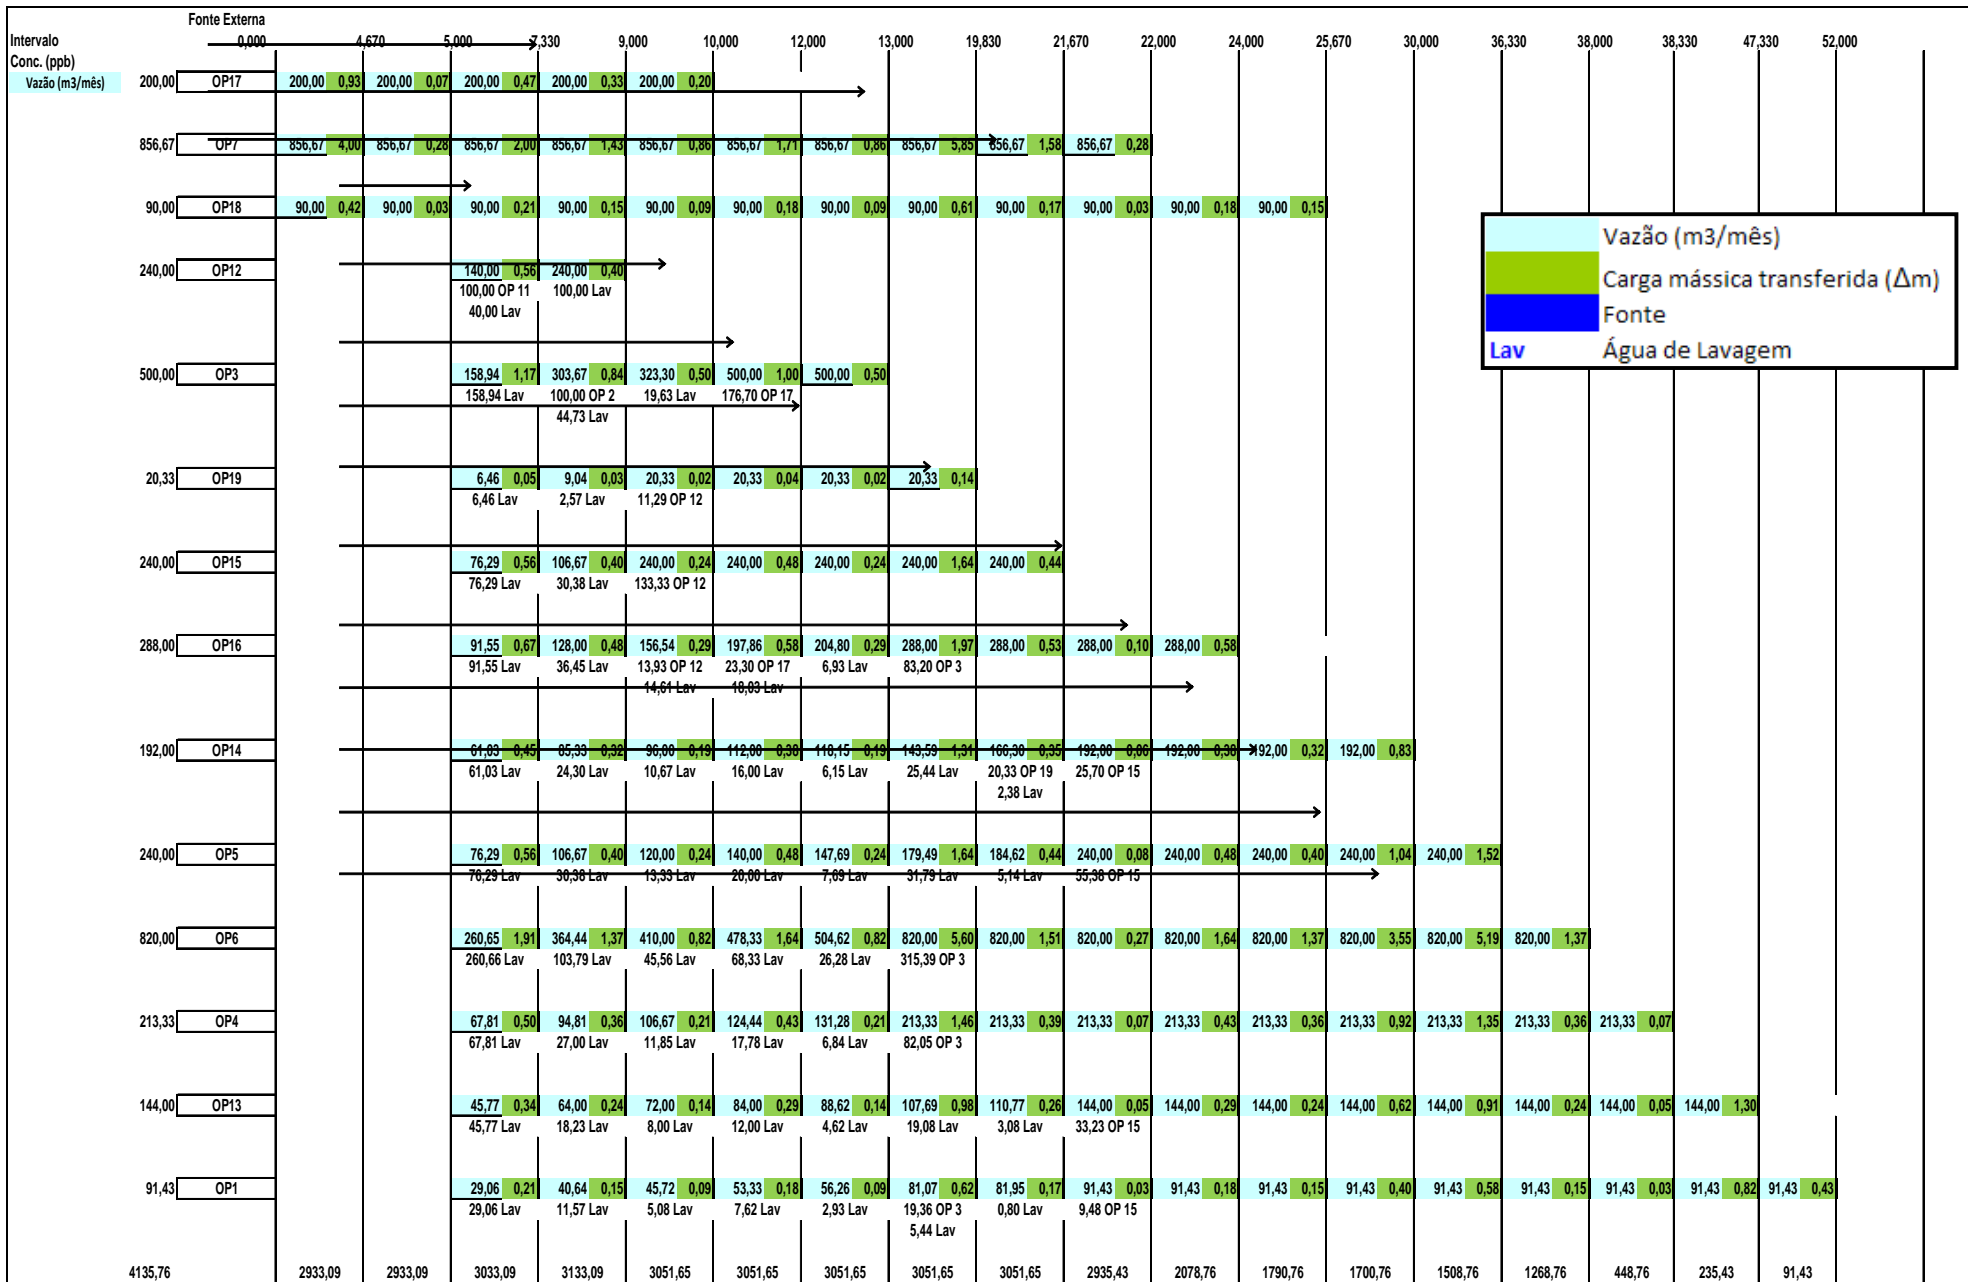 Fonte Externa
Intervalo 0,000 4,670 5,000 7,330 9,000 10,000 12,000 13,000 19,830 21,670 22,000 24,000 25,670 30,000 36,330 38,000 38,330 47,330 52,000
Conc. (ppb)
Vazão (m3/mês) 200,00 OP17 200,00 0,93 200,00 0,07 200,00 0,47 200,00 0,33 200,00 0,20
856,67 OP7 856,67 4,00 856,67 0,28 856,67 2,00 856,67 1,43 856,67 0,86 856,67 1,71 856,67 0,86 856,67 5,85 856,67 1,58 856,67 0,28
90,00 OP18 90,00 0,42 90,00 0,03 90,00 0,21 90,00 0,15 90,00 0,09 90,00 0,18 90,00 0,09 90,00 0,61 90,00 0,17 90,00 0,03 90,00 0,18 90,00 0,15
Vazão (m3/mês)
Carga mássica transferida (Δm)
Fonte
Lav Água de Lavagem
240,00 OP12 140,00 0,56 240,00 0,40
100,00 OP 11 100,00 Lav
40,00 Lav
500,00 OP3 158,94 1,17 303,67 0,84 323,30 0,50 500,00 1,00 500,00 0,50
158,94 Lav 100,00 OP 2 19,63 Lav 176,70 OP 17
44,73 Lav
20,33 OP19 6,46 0,05 9,04 0,03 20,33 0,02 20,33 0,04 20,33 0,02 20,33 0,14
6,46 Lav 2,57 Lav 11,29 OP 12
240,00 OP15 76,29 0,56 106,67 0,40 240,00 0,24 240,00 0,48 240,00 0,24 240,00 1,64 240,00 0,44
76,29 Lav 30,38 Lav 133,33 OP 12
288,00 OP16 91,55 0,67 128,00 0,48 156,54 0,29 197,86 0,58 204,80 0,29 288,00 1,97 288,00 0,53 288,00 0,10 288,00 0,58
91,55 Lav 36,45 Lav 13,93 OP 12 23,30 OP 17 6,93 Lav 83,20 OP 3
14,61 Lav 18,03 Lav
192,00 OP14 61,03 0,45 85,33 0,32 96,00 0,19 112,00 0,38 118,15 0,19 143,59 1,31 166,30 0,35 192,00 0,06 192,00 0,38 192,00 0,32 192,00 0,83
61,03 Lav 24,30 Lav 10,67 Lav 16,00 Lav 6,15 Lav 25,44 Lav 20,33 OP 19 25,70 OP 15
2,38 Lav
240,00 OP5 76,29 0,56 106,67 0,40 120,00 0,24 140,00 0,48 147,69 0,24 179,49 1,64 184,62 0,44 240,00 0,08 240,00 0,48 240,00 0,40 240,00 1,04 240,00 1,52
76,29 Lav 30,38 Lav 13,33 Lav 20,00 Lav 7,69 Lav 31,79 Lav 5,14 Lav 55,38 OP 15
820,00 OP6 260,65 1,91 364,44 1,37 410,00 0,82 478,33 1,64 504,62 0,82 820,00 5,60 820,00 1,51 820,00 0,27 820,00 1,64 820,00 1,37 820,00 3,55 820,00 5,19 820,00 1,37
260,66 Lav 103,79 Lav 45,56 Lav 68,33 Lav 26,28 Lav 315,39 OP 3
213,33 OP4 67,81 0,50 94,81 0,36 106,67 0,21 124,44 0,43 131,28 0,21 213,33 1,46 213,33 0,39 213,33 0,07 213,33 0,43 213,33 0,36 213,33 0,92 213,33 1,35 213,33 0,36 213,33 0,07
67,81 Lav 27,00 Lav 11,85 Lav 17,78 Lav 6,84 Lav 82,05 OP 3
144,00 OP13 45,77 0,34 64,00 0,24 72,00 0,14 84,00 0,29 88,62 0,14 107,69 0,98 110,77 0,26 144,00 0,05 144,00 0,29 144,00 0,24 144,00 0,62 144,00 0,91 144,00 0,24 144,00 0,05 144,00 1,30
45,77 Lav 18,23 Lav 8,00 Lav 12,00 Lav 4,62 Lav 19,08 Lav 3,08 Lav 33,23 OP 15
91,43 OP1 29,06 0,21 40,64 0,15 45,72 0,09 53,33 0,18 56,26 0,09 81,07 0,62 81,95 0,17 91,43 0,03 91,43 0,18 91,43 0,15 91,43 0,40 91,43 0,58 91,43 0,15 91,43 0,03 91,43 0,82 91,43 0,43
29,06 Lav 11,57 Lav 5,08 Lav 7,62 Lav 2,93 Lav 19,36 OP 3 0,80 Lav 9,48 OP 15
5,44 Lav
4135,76 2933,09 2933,09 3033,09 3133,09 3051,65 3051,65 3051,65 3051,65 3051,65 2935,43 2078,76 1790,76 1700,76 1508,76 1268,76 448,76 235,43 91,43